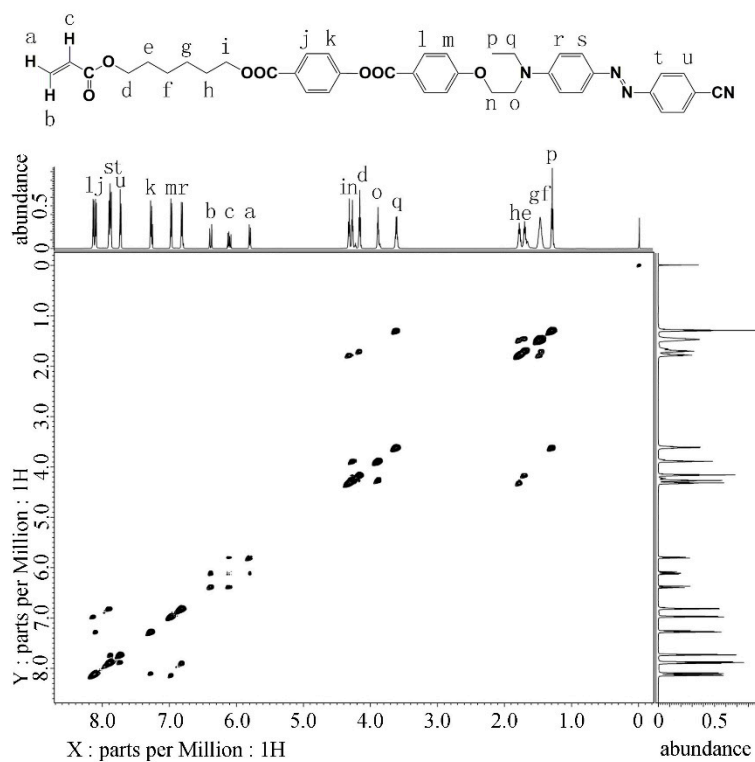 c
a e g i j k l m p q r s t u
H H O OOC OOC O N N N CN
H O d f h n o
b
abundance
0.5
0
l j st u k m r b c a i n d o q h e g f p
0
1.0
2.0
3.0
4.0
5.0
6.0
7.0
8.0
Y : parts per Million : 1H
8.0 7.0 6.0 5.0 4.0 3.0 2.0 1.0 0
X : parts per Million : 1H
0 0.5
abundance